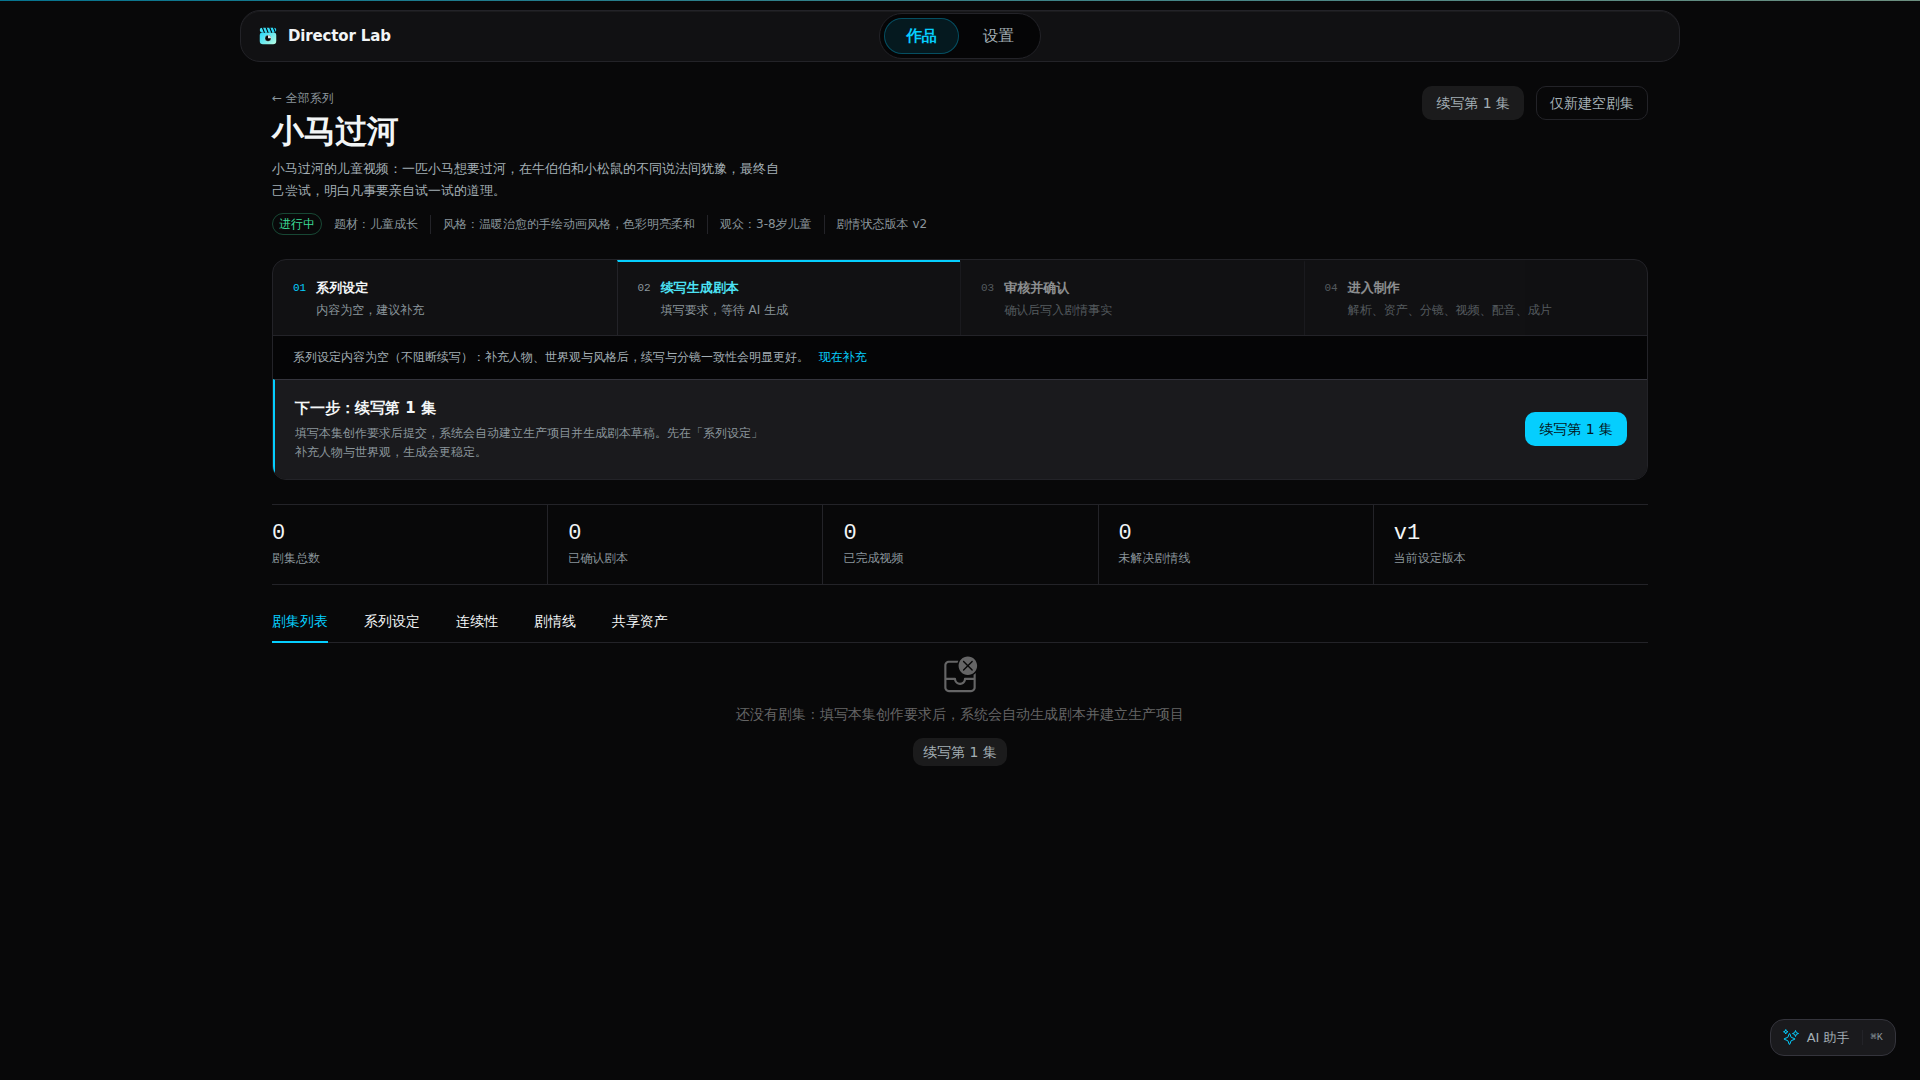 Director Lab
作品
设置
← 全部系列
续写第 1 集
仅新建空剧集
小马过河
小马过河的儿童视频：一匹小马想要过河，在牛伯伯和小松鼠的不同说法间犹豫，最终自
己尝试，明白凡事要亲自试一试的道理。
进行中
题材：儿童成长
风格：温暖治愈的手绘动画风格，色彩明亮柔和
观众：3-8岁儿童
剧情状态版本 v2
01 系列设定
内容为空，建议补充
02 续写生成剧本
填写要求，等待 AI 生成
03 审核并确认
确认后写入剧情事实
04 进入制作
解析、资产、分镜、视频、配音、成片
系列设定内容为空（不阻断续写）：补充人物、世界观与风格后，续写与分镜一致性会明显更好。 现在补充
下一步：续写第 1 集
填写本集创作要求后提交，系统会自动建立生产项目并生成剧本草稿。先在「系列设定」
补充人物与世界观，生成会更稳定。
续写第 1 集
0
剧集总数
0
已确认剧本
0
已完成视频
0
未解决剧情线
v1
当前设定版本
剧集列表
系列设定
连续性
剧情线
共享资产
还没有剧集：填写本集创作要求后，系统会自动生成剧本并建立生产项目
续写第 1 集
AI 助手
⌘K